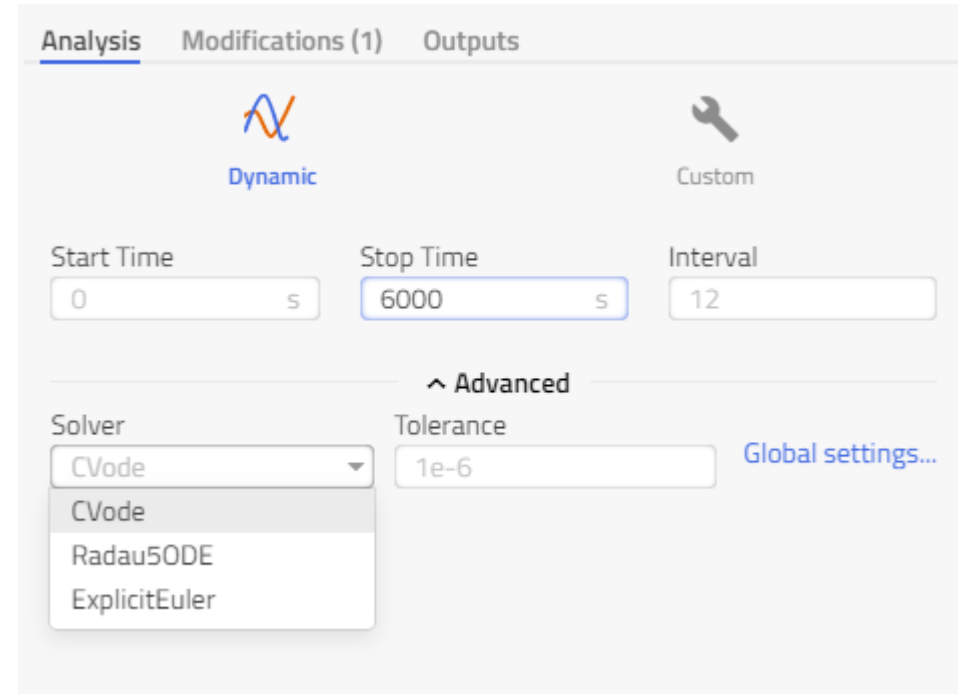 Analysis Modifications (1) Outputs
Dynamic Custom
Start Time Stop Time Interval
0 s 6000 s 12
Advanced
Solver Tolerance
CVode 1e-6 Global settings...
CVode
Radau5ODE
ExplicitEuler